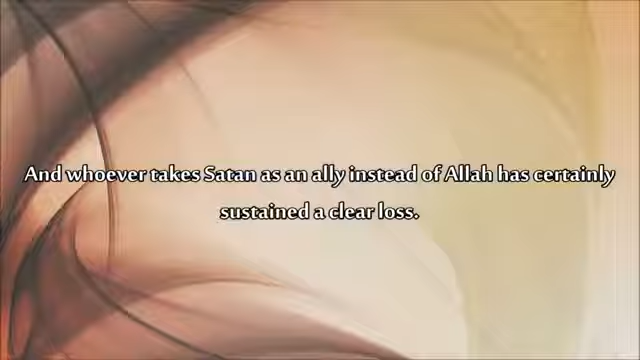 And whoever takes Satan as an ally instead of Allah has certainly
sustained a clear loss.